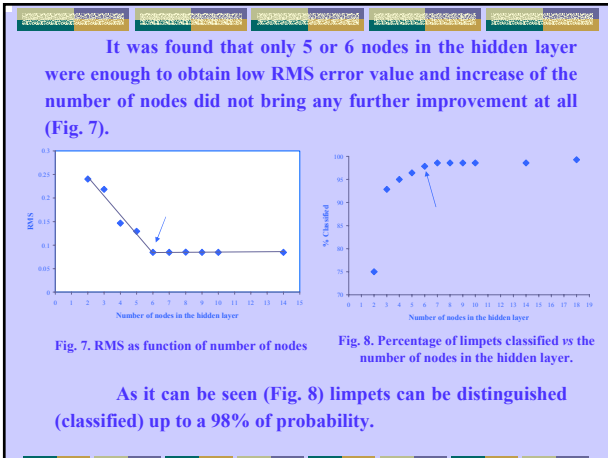 It was found that only 5 or 6 nodes in the hidden layer
were enough to obtain low RMS error value and increase of the
number of nodes did not bring any further improvement at all
(Fig. 7).
0.3
0.25
0.2
0.15
0.1
0.05
0
RMS
0 1 2 3 4 5 6 7 8 9 10 11 12 13 14 15
Number of nodes in the hidden layer
Fig. 7. RMS as function of number of nodes
100
95
90
85
80
75
70
% Classified
0 1 2 3 4 5 6 7 8 9 10 11 12 13 14 15 16 17 18 19
Number of nodes in the hidden layer
Fig. 8. Percentage of limpets classified vs the
number of nodes in the hidden layer.
As it can be seen (Fig. 8) limpets can be distinguished
(classified) up to a 98% of probability.